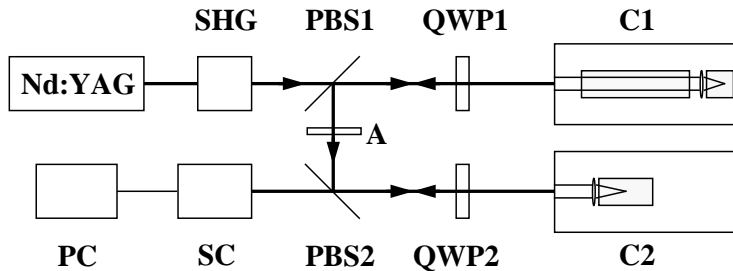 SHG PBS1 QWP1 C1
Nd:YAG
A
PC SC PBS2 QWP2 C2